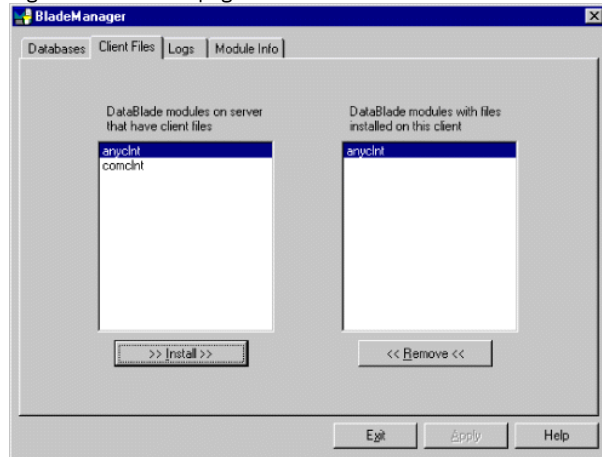 BladeManager
Databases
Client Files
Logs
Module Info
DataBlade modules on server
that have client files
DataBlade modules with files
installed on this client
anyclnt
comclnt
anyclnt
>> Install >>
<< Remove <<
Exit
Apply
Help